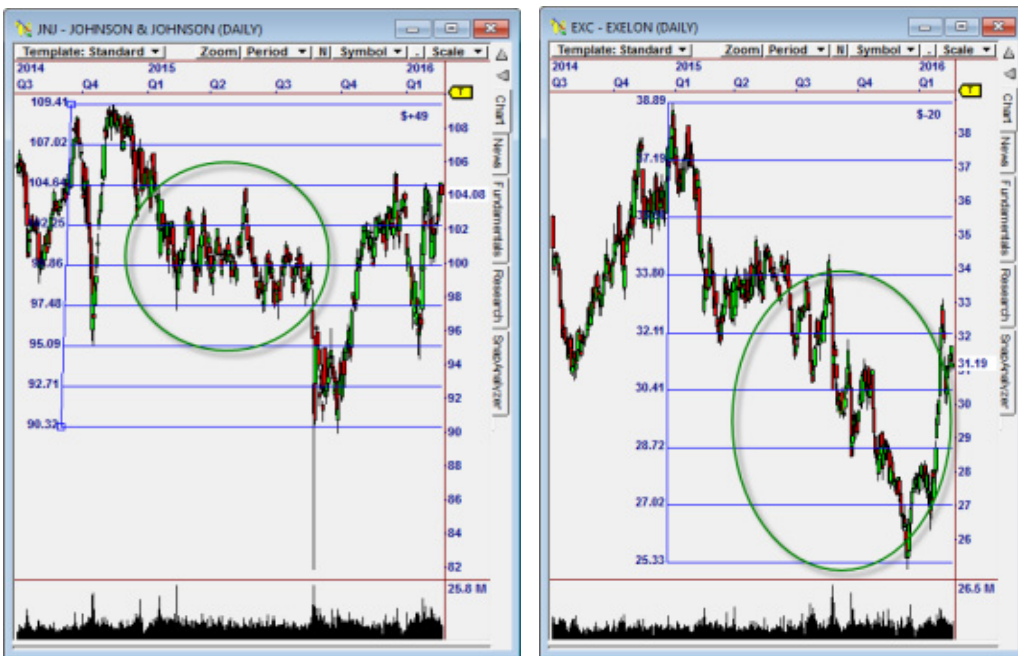 JNJ - JOHNSON & JOHNSON (DAILY)
Template: Standard Zoom Period N Symbol . Scale
2014 2015 2016
Q3 Q4 Q1 Q2 Q3 Q4 Q1
T
$+49
109.41
107.02
104.64
95.09
97.48
92.71
90.32
108
106
104.08
102
100
98
96
94
92
90
88
86
84
82
25.8 M
Chart
News
Fundamentals
Research
SnapAnalyzer
EXC - EXELON (DAILY)
Template: Standard Zoom Period N Symbol . Scale
2014 2015 2016
Q3 Q4 Q1 Q2 Q3 Q4 Q1
T
$-20
38.89
37.19
33.80
32.11
30.41
28.72
27.02
25.33
38
37
36
35
34
33
32
31.19
30
29
28
27
26
26.5 M
Chart
News
Fundamentals
Research
SnapAnalyzer